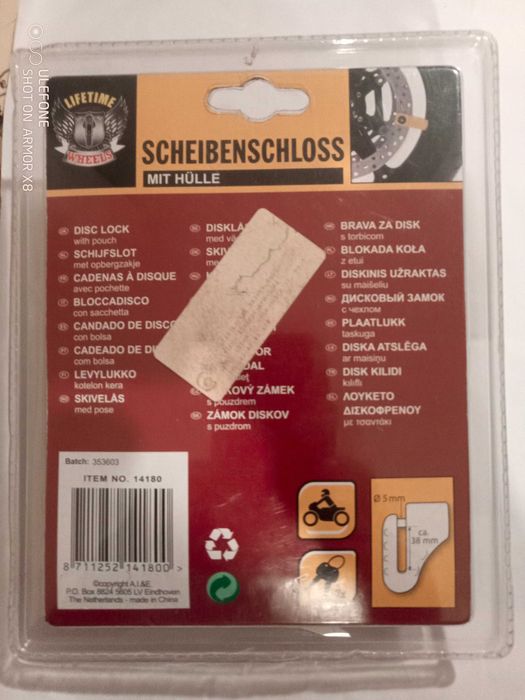 ULEFONE
SHOT ON ARMOR X8
LIFETIME
WHEELS
SCHEIBENSCHLOSS
MIT HÜLLE
DISC LOCK
with pouch
SCHIJFSLOT
met opbergzakje
CADENAS À DISQUE
avec pochette
BLOCCADISCO
con sacchetta
CANDADO DE DISCO
con bolsa
CADEADO DE
com bolsa
LEVYLUKKO
kotelon kera
SKIVELÅS
med pose
med
ZÁMEK
s pouzdrem
ZÁMOK DISKOV
s puzdrom
BRAVA ZA DISK
s torbicom
BLOKADA KOŁA
z etui
DISKINIS UŽRAKTAS
su maišeliu
ДИСКОВЫЙ ЗАМОК
с чехлом
PLAATLUKK
taskuga
DISKA ATSLĒGA
ar maisiņu
DISK KILIDI
kılıflı
ΛΟΥΚΕΤΟ
ΔΙΣΚΟΦΡΕΝΟΥ
με τσαντάκι
Batch: 353603
ITEM NO. 14180
8 711252 141800 >
©copyright A.I.&E.
P.O. Box 8824 5605 LV Eindhoven
The Netherlands - made in China
Ø 5 mm
ca.
38 mm